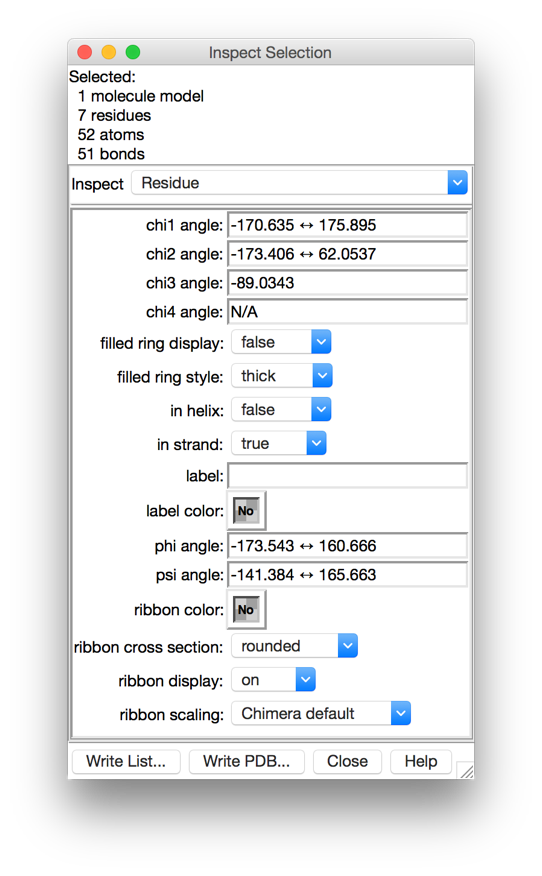 Inspect Selection
Selected:
1 molecule model
7 residues
52 atoms
51 bonds
Inspect Residue
chi1 angle: -170.635 ↔ 175.895
chi2 angle: -173.406 ↔ 62.0537
chi3 angle: -89.0343
chi4 angle: N/A
filled ring display: false
filled ring style: thick
in helix: false
in strand: true
label:
label color: No
phi angle: -173.543 ↔ 160.666
psi angle: -141.384 ↔ 165.663
ribbon color: No
ribbon cross section: rounded
ribbon display: on
ribbon scaling: Chimera default
Write List... Write PDB... Close Help